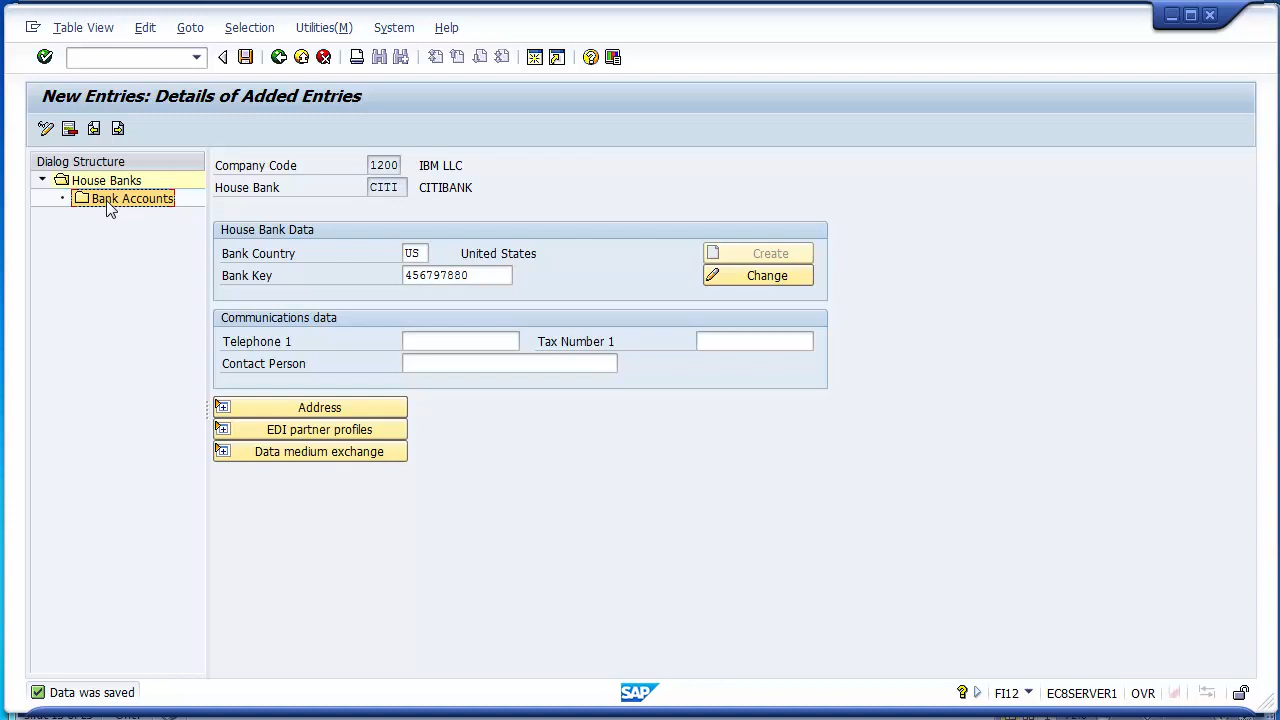 Table View Edit Goto Selection Utilities(M) System Help
New Entries: Details of Added Entries
Dialog Structure
House Banks
Bank Accounts
Company Code 1200 IBM LLC
House Bank CITI CITIBANK
House Bank Data
Bank Country US United States Create
Bank Key 456797880 Change
Communications data
Telephone 1 Tax Number 1
Contact Person
Address
EDI partner profiles
Data medium exchange
Data was saved SAP FI12 EC8SERVER1 OVR